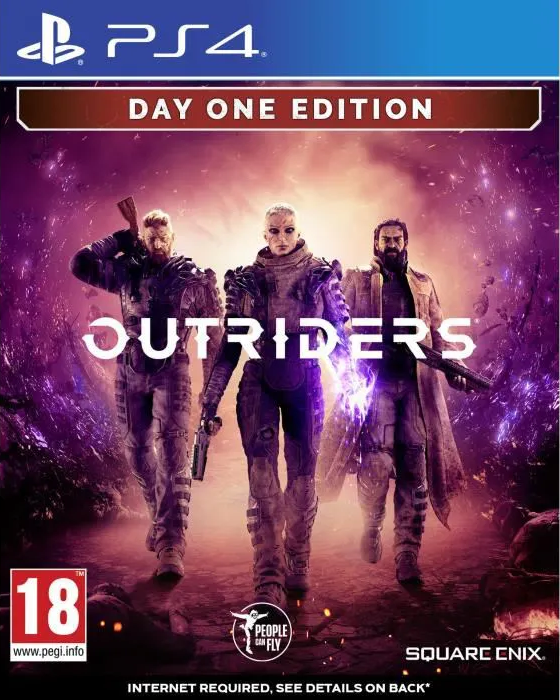 PS4
DAY ONE EDITION
OUTRIDERS
18
™
www.pegi.info
PEOPLE
CAN
FLY
SQUARE ENIX
INTERNET REQUIRED, SEE DETAILS ON BACK*